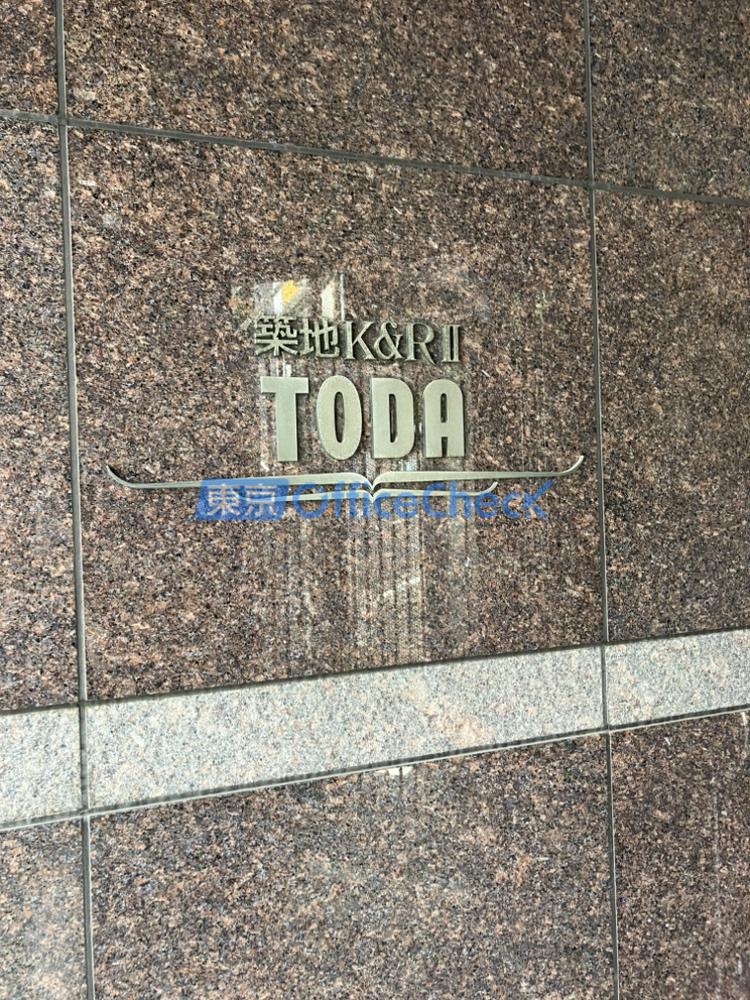 築地K&RⅡ
TODA
東京OfficeCheck